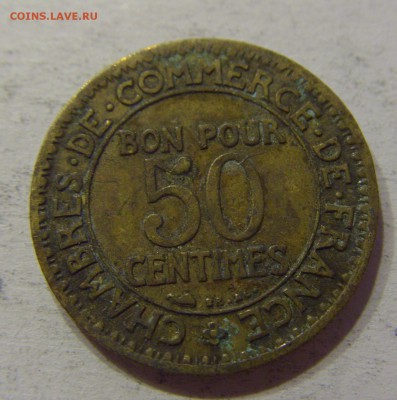 COINS.LAVE.RU
CHAMBRES·DE·COMMERCE·DE·FRANCE
BON POUR
50
CENTIMES